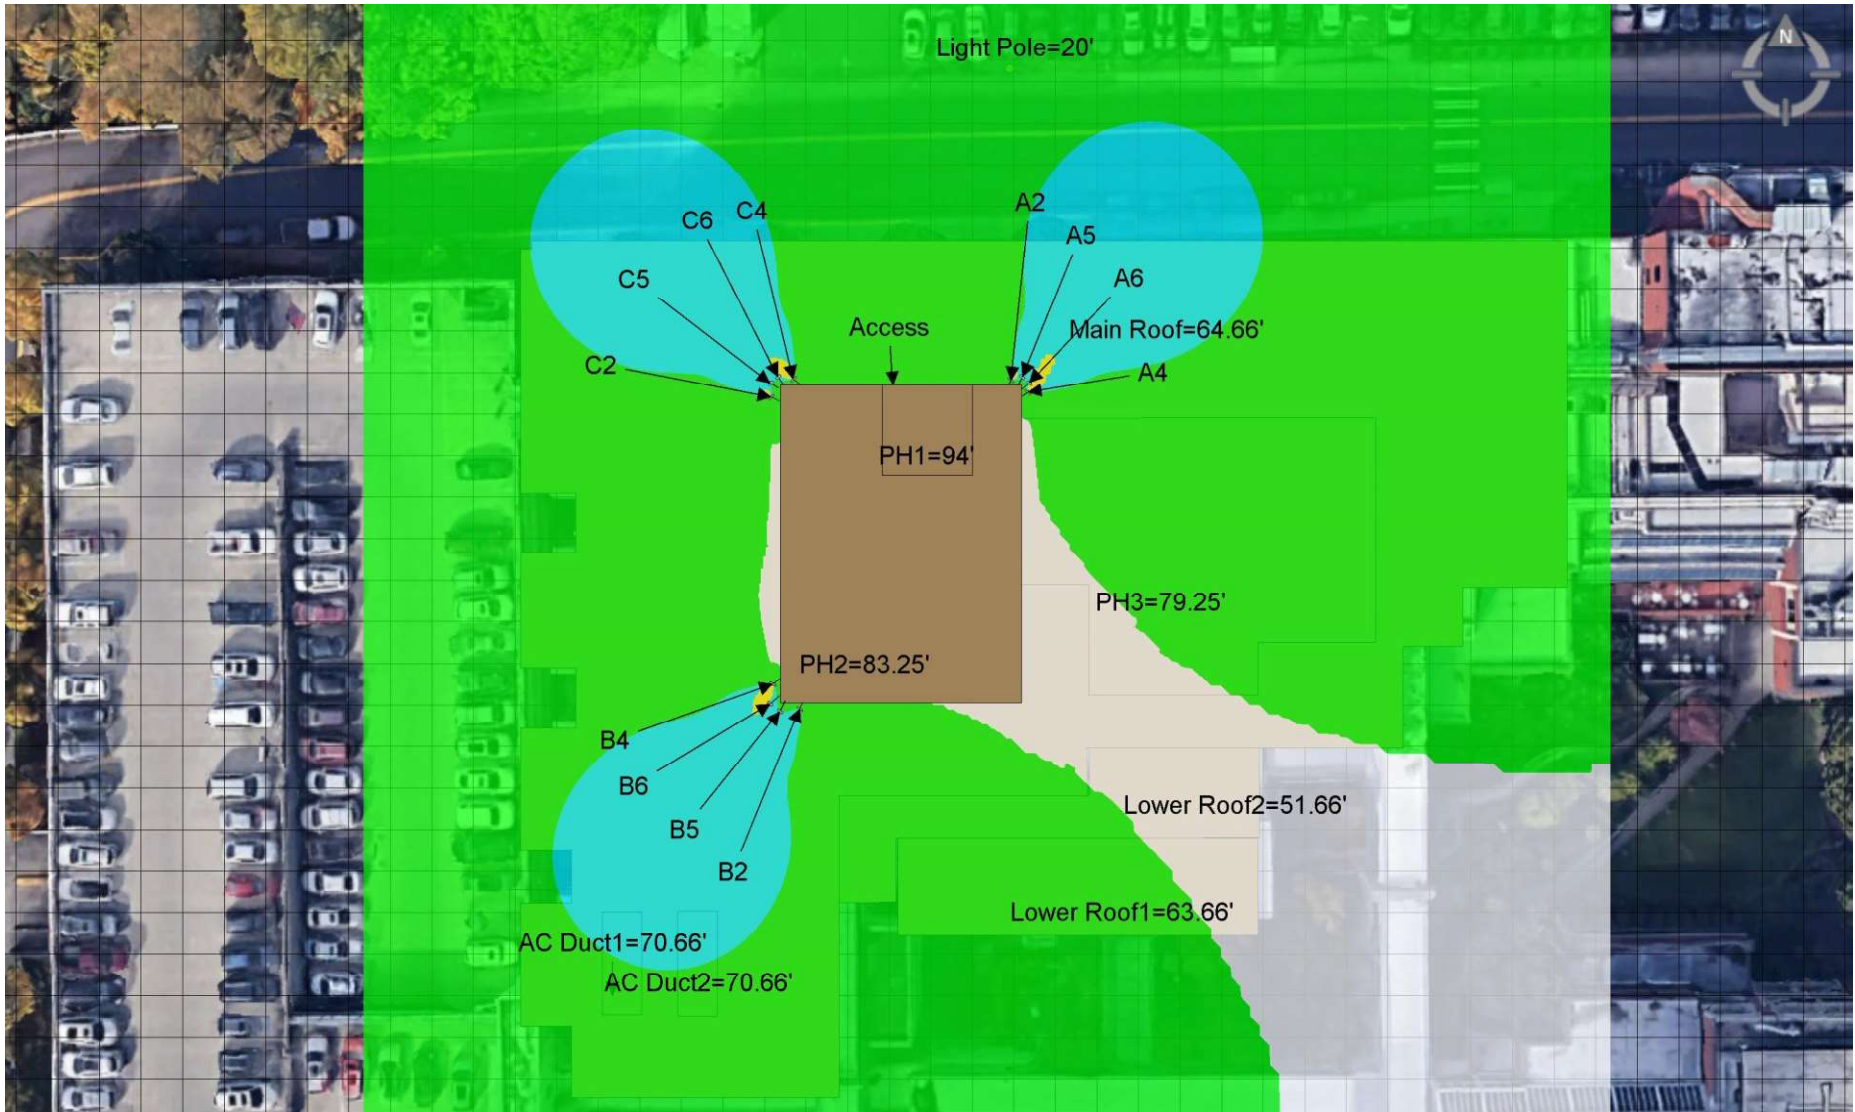 Light Pole=20'
N
A2
C4
C6
A5
C5
A6
Access
Main Roof=64.66'
C2
A4
PH1=94'
PH3=79.25'
PH2=83.25'
B4
B6
Lower Roof2=51.66'
B5
B2
Lower Roof1=63.66'
AC Duct1=70.66'
AC Duct2=70.66'